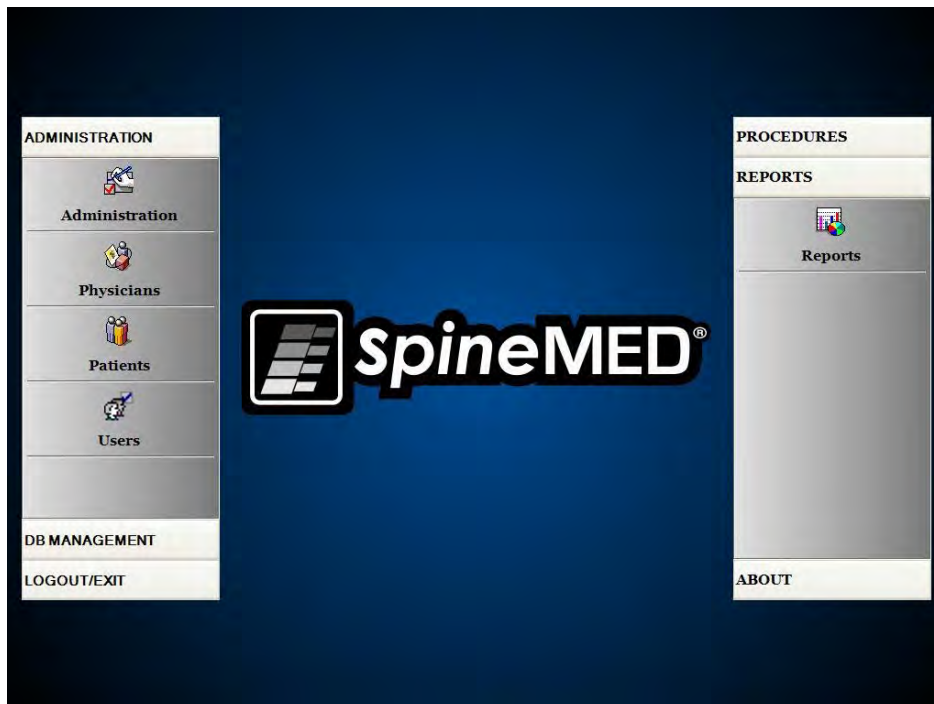 ADMINISTRATION
Administration
Physicians
Patients
Users
DB MANAGEMENT
LOGOUT/EXIT
SpineMED®
PROCEDURES
REPORTS
Reports
ABOUT